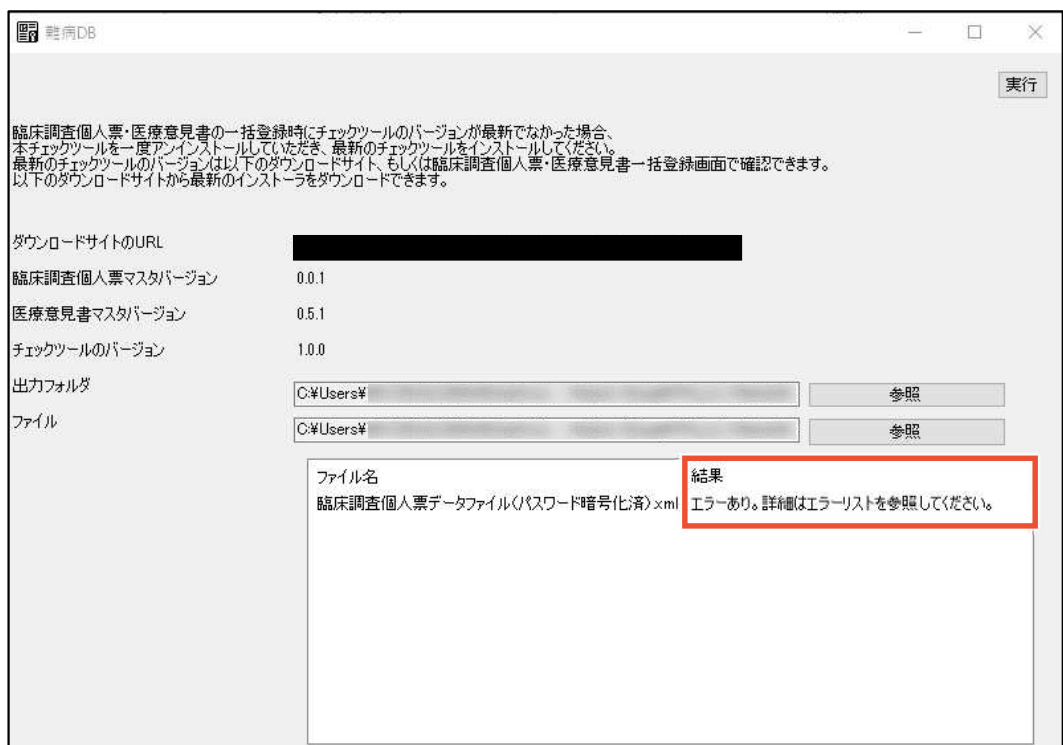 難病DB
実行
臨床調査個人票・医療意見書の一括登録時にチェックツールのバージョンが最新でなかった場合、
本チェックツールを一度アンインストールしていただき、最新のチェックツールをインストールしてください。
最新のチェックツールのバージョンは以下のダウンロードサイト、もしくは臨床調査個人票・医療意見書一括登録画面で確認できます。
以下のダウンロードサイトから最新のインストーラをダウンロードできます。
ダウンロードサイトのURL
臨床調査個人票マスタバージョン 0.0.1
医療意見書マスタバージョン 0.5.1
チェックツールのバージョン 1.0.0
出力フォルダ C:¥Users¥ 参照
ファイル C:¥Users¥ 参照
ファイル名 結果
臨床調査個人票データファイル(パスワード暗号化済).xml エラーあり。詳細はエラーリストを参照してください。